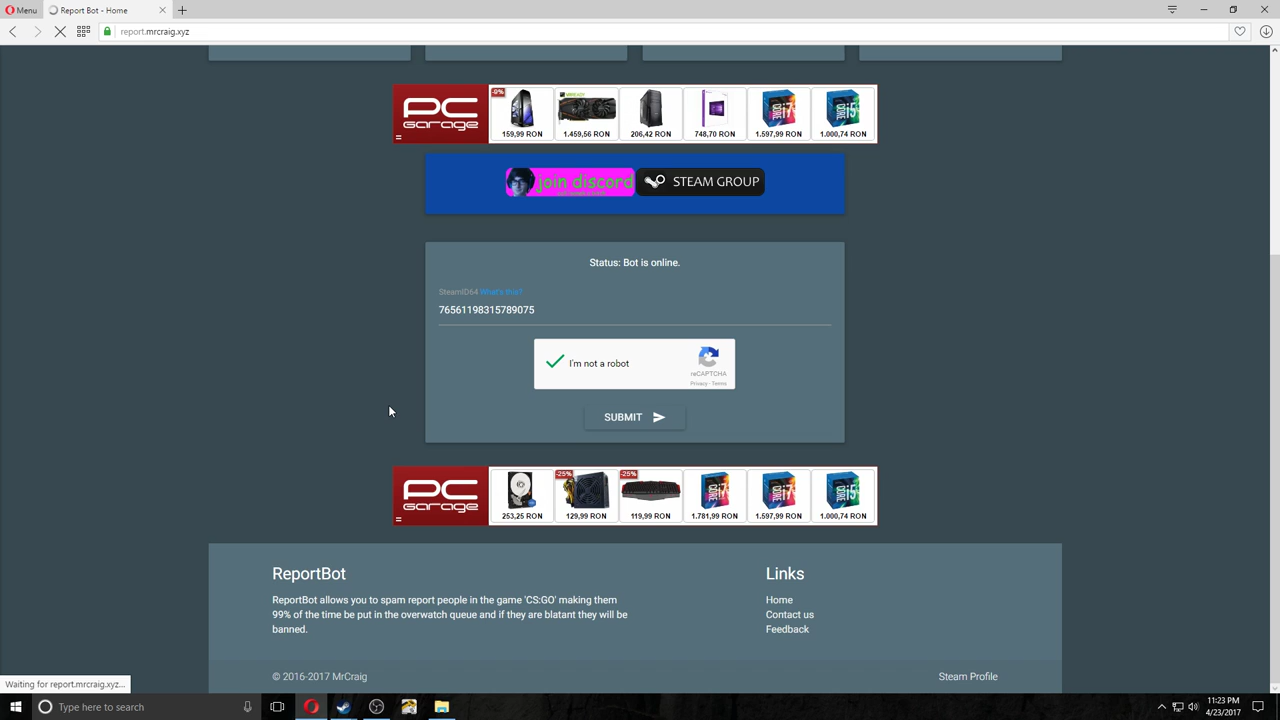 Menu
Report Bot - Home
report.mrcraig.xyz
PC Garage
-9%
159,99 RON
1.459,56 RON
206,42 RON
748,70 RON
1.597,99 RON
1.000,74 RON
join discord
STEAM GROUP
Status: Bot is online.
SteamID64 What's this?
76561198315789075
I'm not a robot
reCAPTCHA
Privacy - Terms
SUBMIT
PC Garage
-25%
-25%
253,25 RON
129,99 RON
119,99 RON
1.781,99 RON
1.597,99 RON
1.000,74 RON
ReportBot
Links
ReportBot allows you to spam report people in the game 'CS:GO' making them
99% of the time be put in the overwatch queue and if they are blatant they will be
banned.
Home
Contact us
Feedback
© 2016-2017 MrCraig
Steam Profile
Waiting for report.mrcraig.xyz...
Type here to search
11:23 PM
4/23/2017